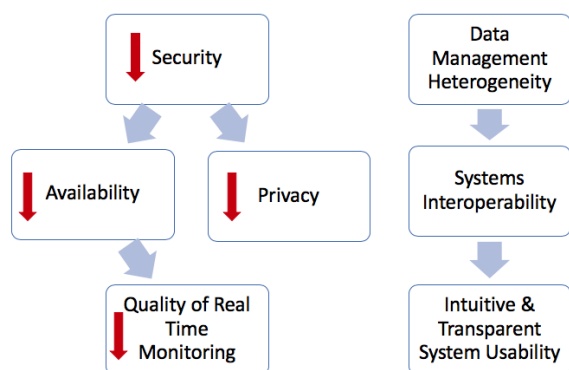 Security
Availability
Privacy
Quality of Real
Time
Monitoring
Data
Management
Heterogeneity
Systems
Interoperability
Intuitive &
Transparent
System Usability